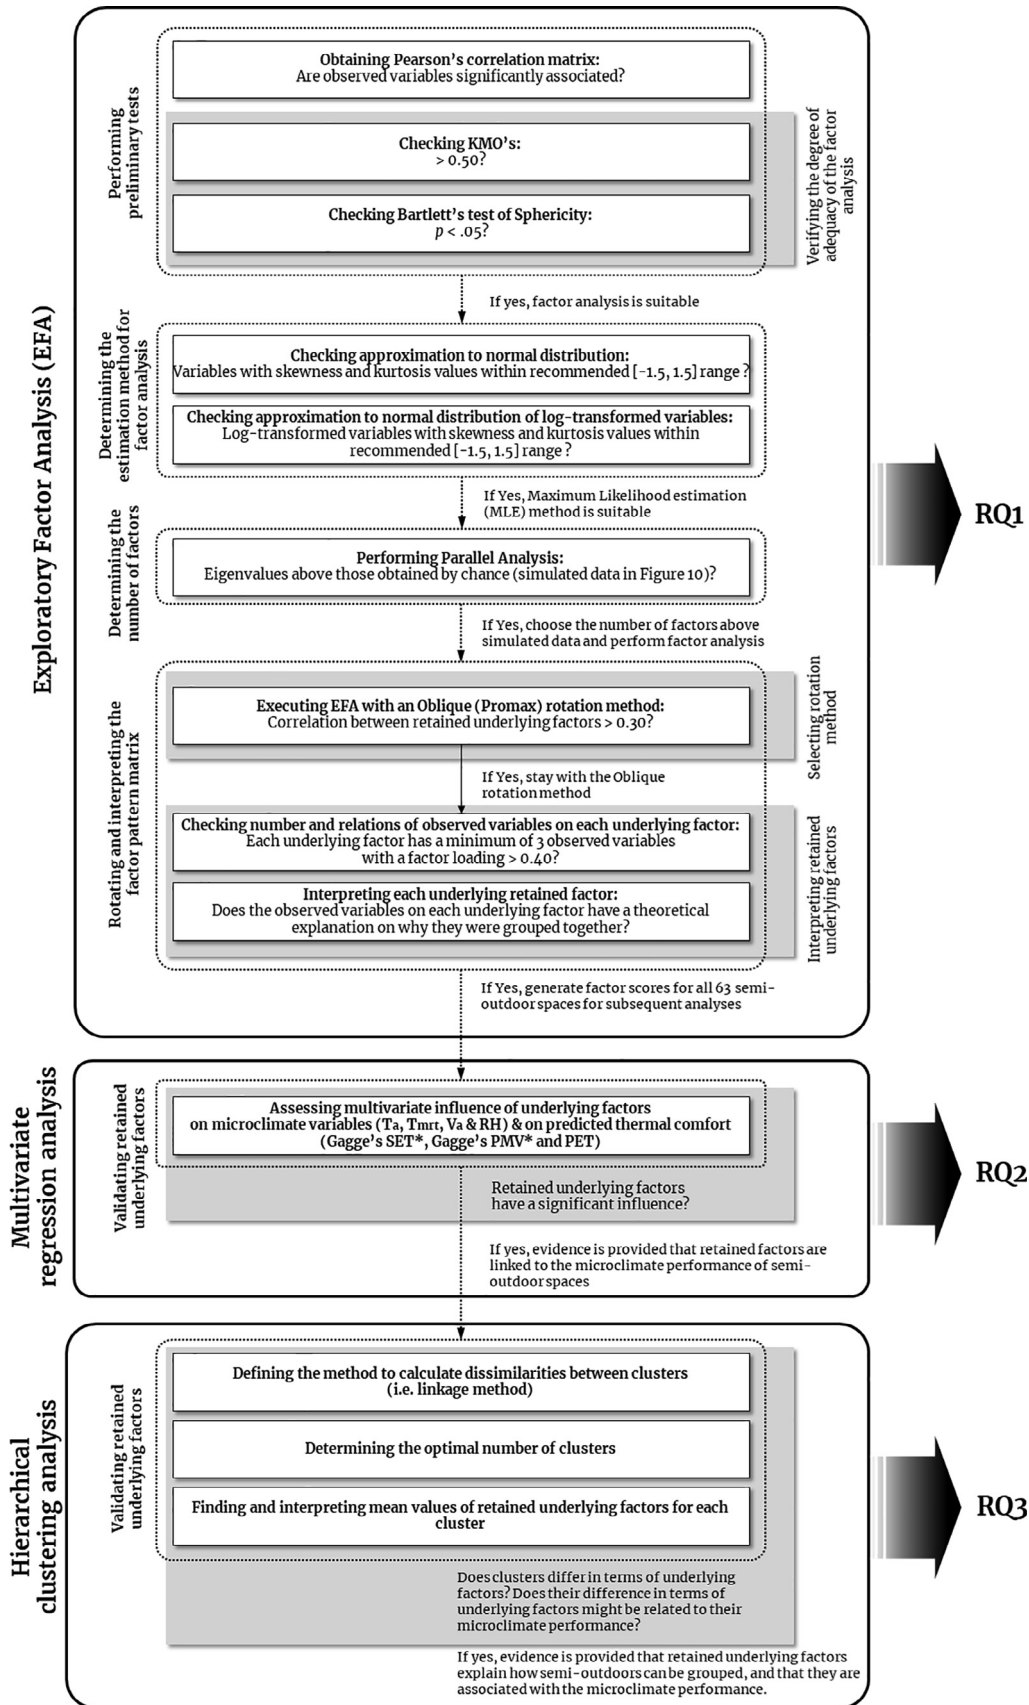 Exploratory Factor Analysis (EFA)
Performing
preliminary tests
Obtaining Pearson's correlation matrix:
Are observed variables significantly associated?
Checking KMO's:
> 0.50?
Checking Bartlett's test of Sphericity:
p < .05?
Verifying the degree of
adequacy of the factor
analysis
If yes, factor analysis is suitable
Determining the
estimation method for
factor analysis
Checking approximation to normal distribution:
Variables with skewness and kurtosis values within recommended [-1.5, 1.5] range ?
Checking approximation to normal distribution of log-transformed variables:
Log-transformed variables with skewness and kurtosis values within
recommended [-1.5, 1.5] range ?
If Yes, Maximum Likelihood estimation
(MLE) method is suitable
Determining the
number of factors
Performing Parallel Analysis:
Eigenvalues above those obtained by chance (simulated data in Figure 10)?
If Yes, choose the number of factors above
simulated data and perform factor analysis
Rotating and interpreting the
factor pattern matrix
Executing EFA with an Oblique (Promax) rotation method:
Correlation between retained underlying factors > 0.30?
Selecting rotation
method
If Yes, stay with the Oblique
rotation method
Checking number and relations of observed variables on each underlying factor:
Each underlying factor has a minimum of 3 observed variables
with a factor loading > 0.40?
Interpreting each underlying retained factor:
Does the observed variables on each underlying factor have a theoretical
explanation on why they were grouped together?
Interpreting retained
underlying factors
If Yes, generate factor scores for all 63 semi-
outdoor spaces for subsequent analyses
RQ1
Multivariate
regression analysis
Validating retained
underlying factors
Assessing multivariate influence of underlying factors
on microclimate variables (Ta, Tmrt, Va & RH) & on predicted thermal comfort
(Gagge's SET*, Gagge's PMV* and PET)
Retained underlying factors
have a significant influence?
If yes, evidence is provided that retained factors are
linked to the microclimate performance of semi-
outdoor spaces
RQ2
Hierarchical
clustering analysis
Validating retained
underlying factors
Defining the method to calculate dissimilarities between clusters
(i.e. linkage method)
Determining the optimal number of clusters
Finding and interpreting mean values of retained underlying factors for each
cluster
Does clusters differ in terms of underlying
factors? Does their difference in terms of
underlying factors might be related to their
microclimate performance?
If yes, evidence is provided that retained underlying factors
explain how semi-outdoors can be grouped, and that they are
associated with the microclimate performance.
RQ3